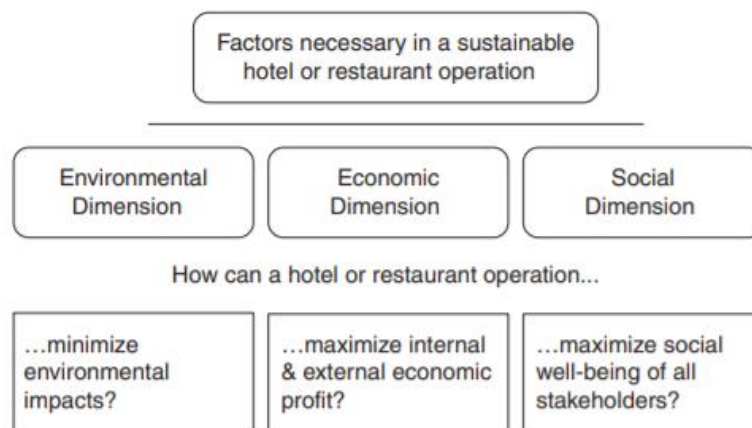 Factors necessary in a sustainable
hotel or restaurant operation
Environmental
Dimension
Economic
Dimension
Social
Dimension
How can a hotel or restaurant operation...
...minimize
environmental
impacts?
...maximize internal
& external economic
profit?
...maximize social
well-being of all
stakeholders?